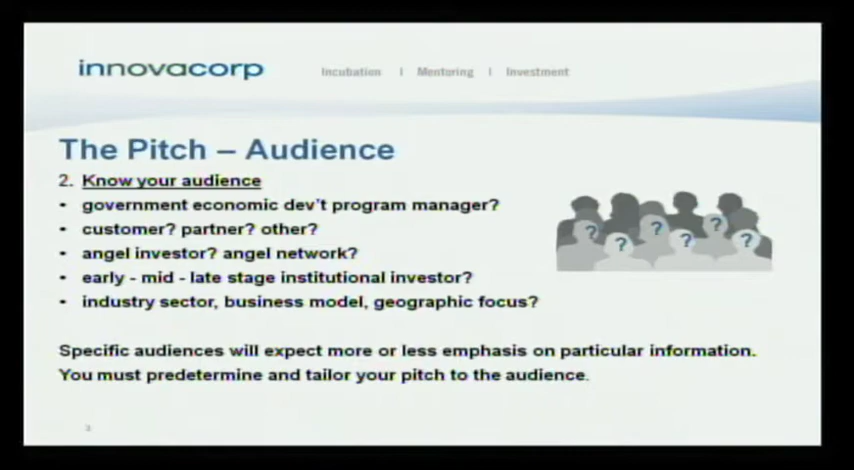 innovacorp
Incubation | Mentoring | Investment
The Pitch – Audience
2. Know your audience
• government economic dev't program manager?
• customer? partner? other?
• angel investor? angel network?
• early - mid - late stage institutional investor?
• industry sector, business model, geographic focus?
? ? ? ? ? ?
Specific audiences will expect more or less emphasis on particular information.
You must predetermine and tailor your pitch to the audience.